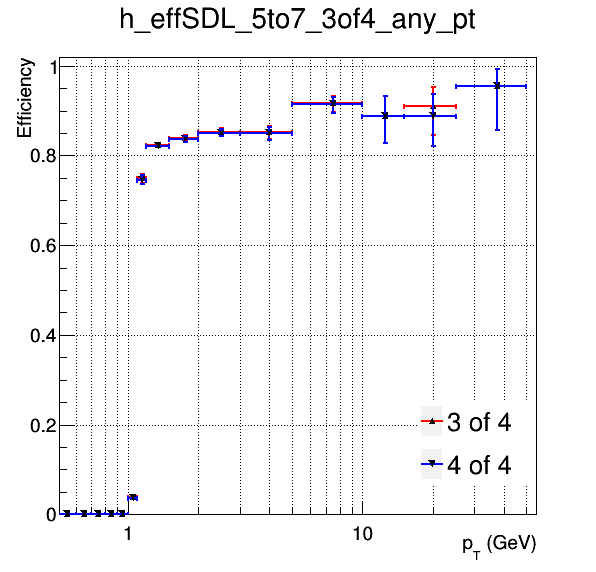 h_effSDL_5to7_3of4_any_pt
Efficiency
1
0.8
0.6
0.4
0.2
0
3 of 4
4 of 4
1
10
p_T (GeV)